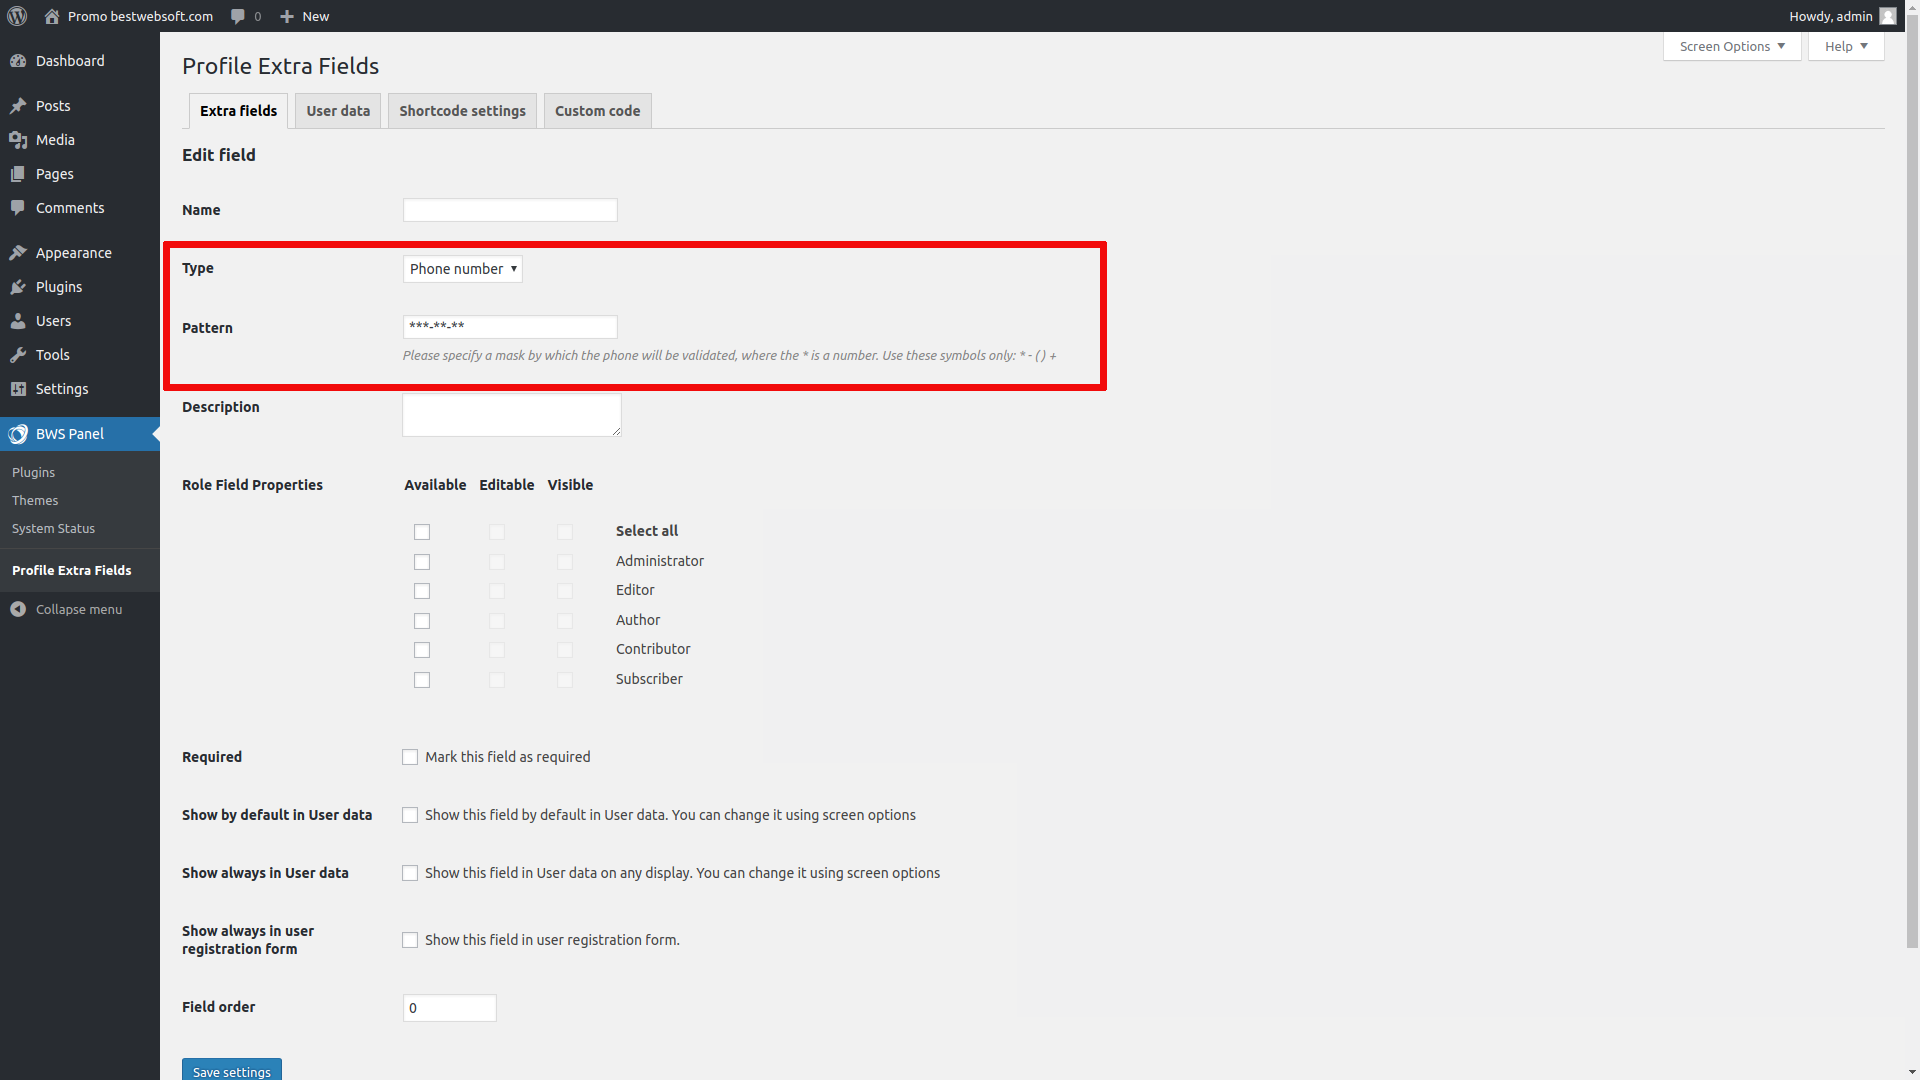 Promo bestwebsoft.com 0 New Howdy, admin
Screen Options Help
Dashboard
Posts
Media
Pages
Comments
Appearance
Plugins
Users
Tools
Settings
BWS Panel
Plugins
Themes
System Status
Profile Extra Fields
Collapse menu
Profile Extra Fields
Extra fields User data Shortcode settings Custom code
Edit field
Name
Type Phone number
Pattern ***-**-**
Please specify a mask by which the phone will be validated, where the * is a number. Use these symbols only: * - ( ) +
Description
Role Field Properties Available Editable Visible
Select all
Administrator
Editor
Author
Contributor
Subscriber
Required Mark this field as required
Show by default in User data Show this field by default in User data. You can change it using screen options
Show always in User data Show this field in User data on any display. You can change it using screen options
Show always in user
registration form Show this field in user registration form.
Field order 0
Save settings